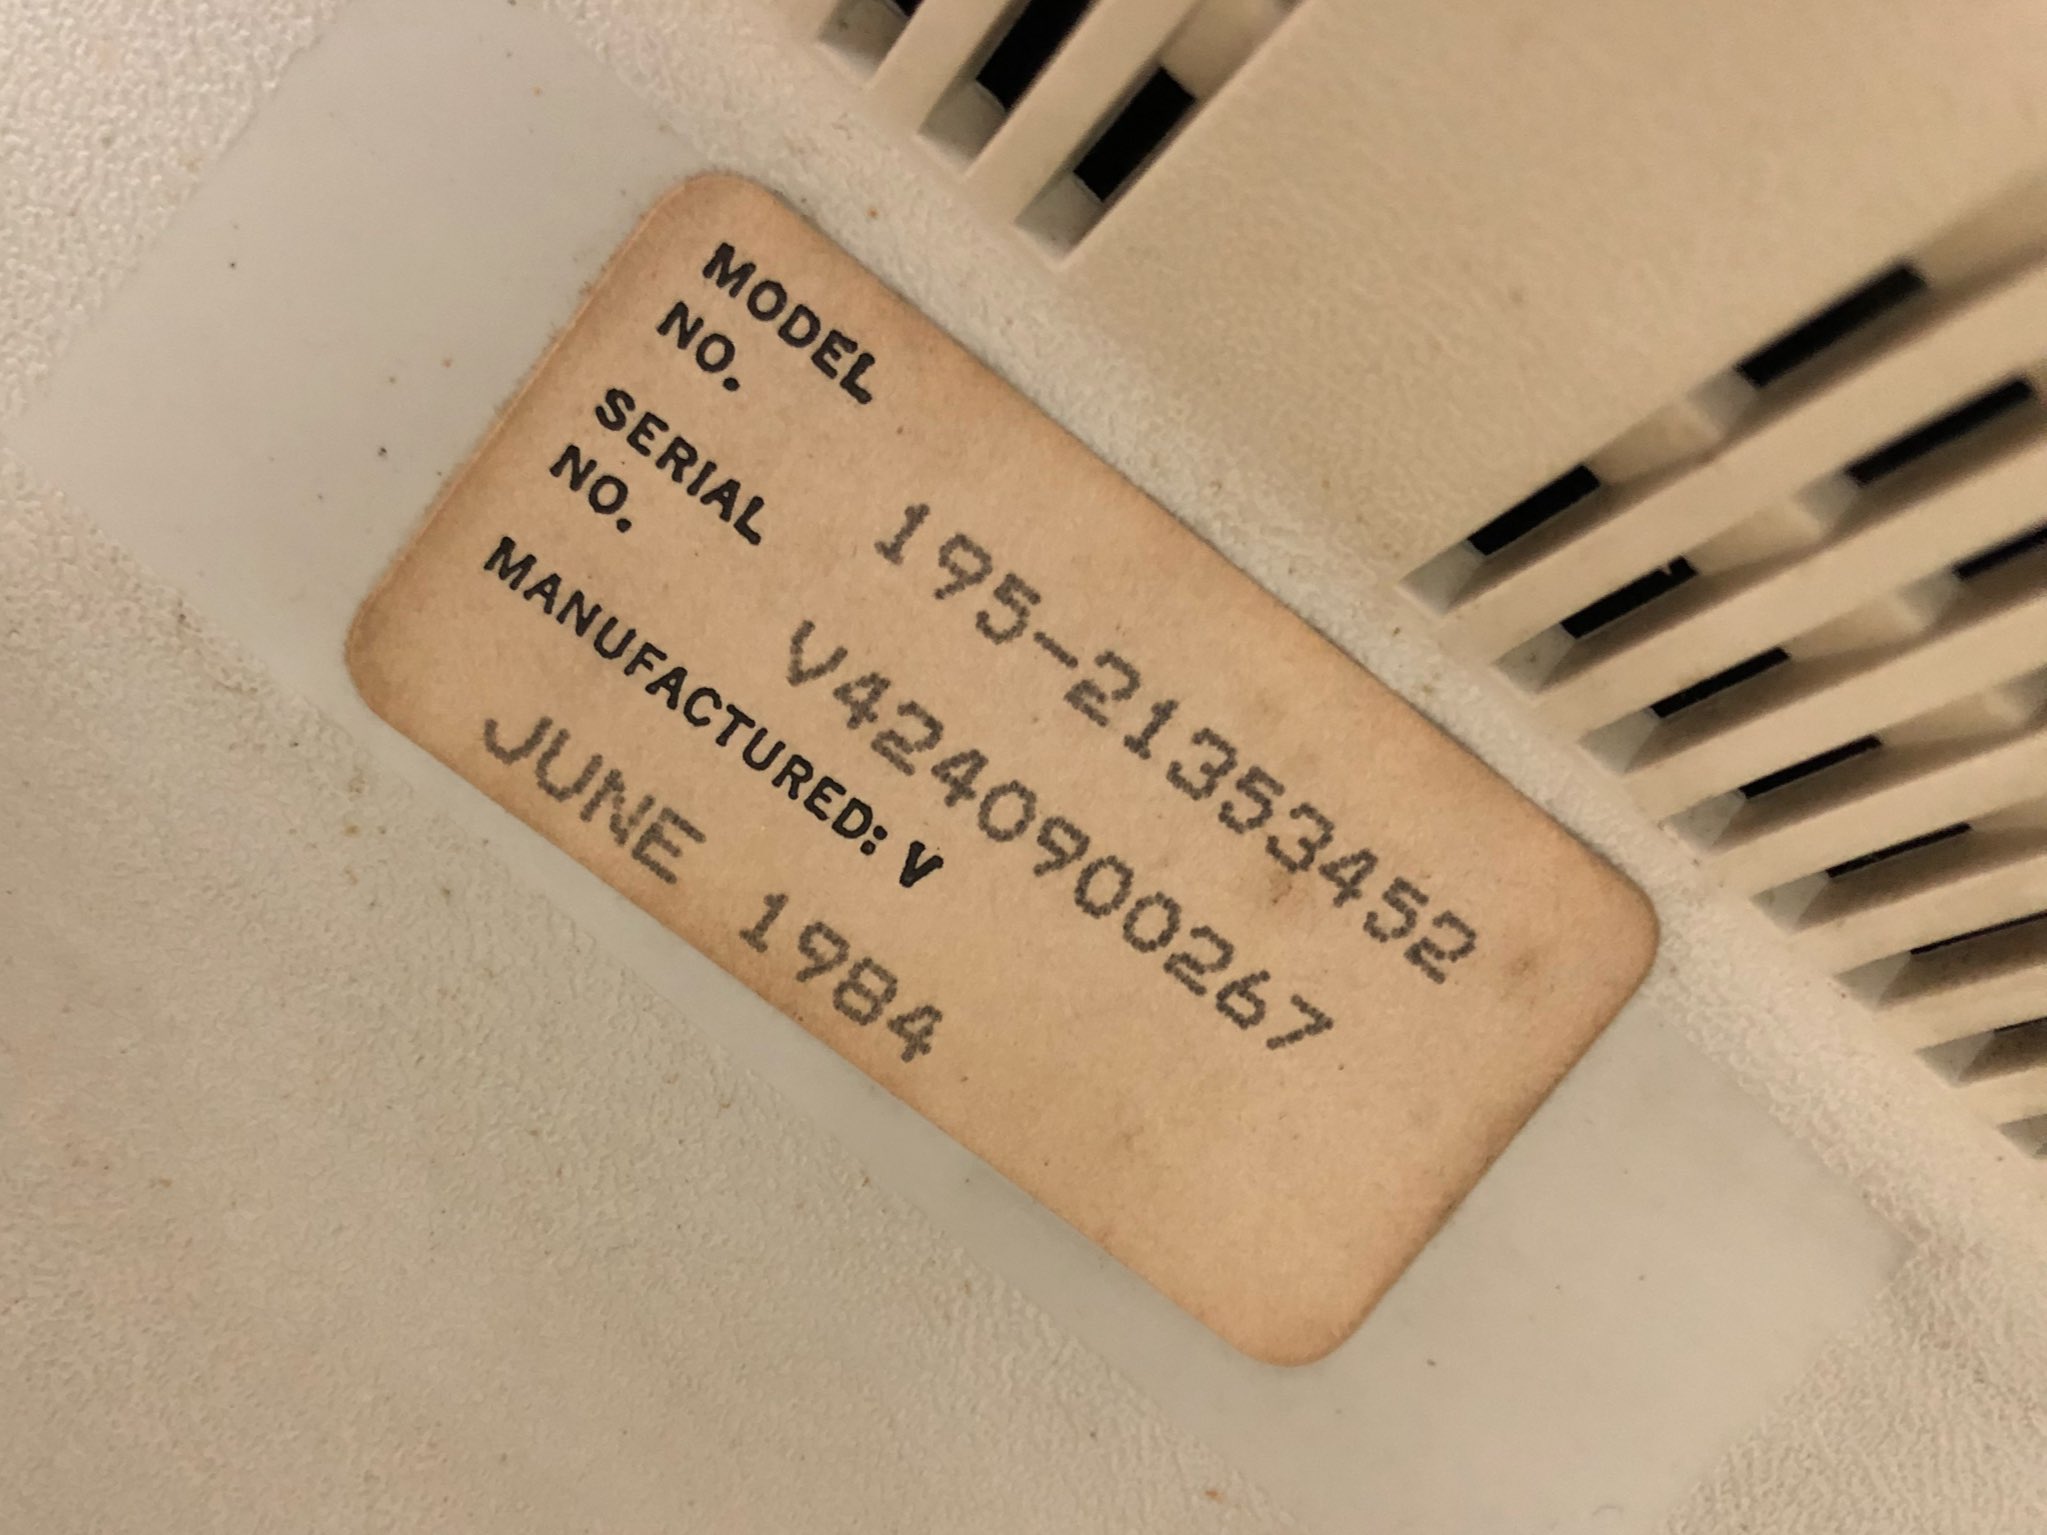 MODEL
NO. 195-21353452
SERIAL
NO. V4240900267
MANUFACTURED: V
JUNE 1984